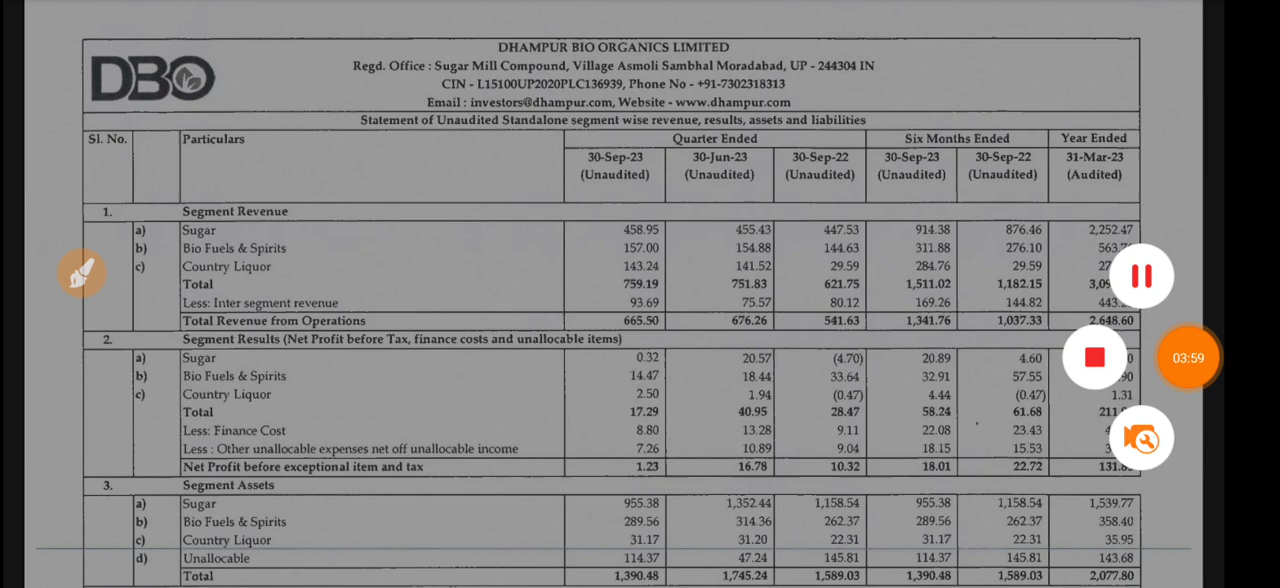 DBO
DHAMPUR BIO ORGANICS LIMITED
Regd. Office : Sugar Mill Compound, Village Asmoli Sambhal Moradabad, UP - 244304 IN
CIN - L15100UP2020PLC136939, Phone No - +91-7302318313
Email : investors@dhampur.com, Website - www.dhampur.com
Statement of Unaudited Standalone segment wise revenue, results, assets and liabilities
Sl. No. Particulars Quarter Ended Six Months Ended Year Ended
30-Sep-23 30-Jun-23 30-Sep-22 30-Sep-23 30-Sep-22 31-Mar-23
(Unaudited) (Unaudited) (Unaudited) (Unaudited) (Unaudited) (Audited)
1. Segment Revenue
a) Sugar 458.95 455.43 447.53 914.38 876.46 2,252.47
b) Bio Fuels & Spirits 157.00 154.88 144.63 311.88 276.10
c) Country Liquor 143.24 141.52 29.59 284.76 29.59
Total 759.19 751.83 621.75 1,511.02 1,182.15
Less: Inter segment revenue 93.69 75.57 80.12 169.26 144.82
Total Revenue from Operations 665.50 676.26 541.63 1,341.76 1,037.33 2,648.60
2. Segment Results (Net Profit before Tax, finance costs and unallocable items)
a) Sugar 0.32 20.57 (4.70) 20.89 4.60
b) Bio Fuels & Spirits 14.47 18.44 33.64 32.91 57.55
c) Country Liquor 2.50 1.94 (0.47) 4.44 (0.47) 1.31
Total 17.29 40.95 28.47 58.24 61.68
Less: Finance Cost 8.80 13.28 9.11 22.08 23.43
Less : Other unallocable expenses net off unallocable income 7.26 10.89 9.04 18.15 15.53
Net Profit before exceptional item and tax 1.23 16.78 10.32 18.01 22.72
3. Segment Assets
a) Sugar 955.38 1,352.44 1,158.54 955.38 1,158.54 1,539.77
b) Bio Fuels & Spirits 289.56 314.36 262.37 289.56 262.37 358.40
c) Country Liquor 31.17 31.20 22.31 31.17 22.31 35.95
d) Unallocable 114.37 47.24 145.81 114.37 145.81 143.68
Total 1,390.48 1,745.24 1,589.03 1,390.48 1,589.03 2,077.80
03:59